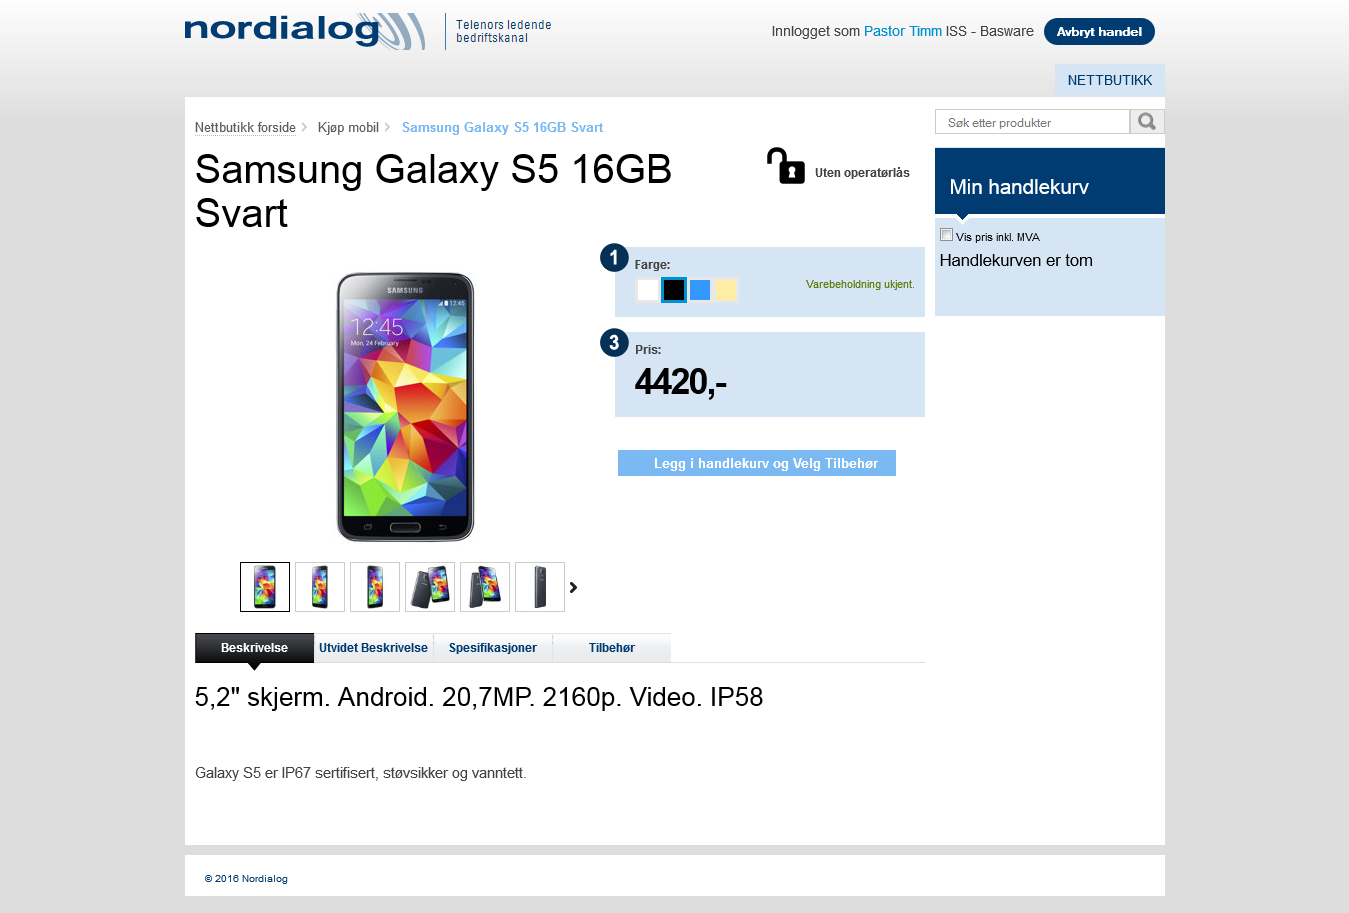 nordialog
Telenors ledende
bedriftskanal
Innlogget som Pastor Timm ISS - Basware
Avbryt handel
NETTBUTIKK
Nettbutikk forside
Kjøp mobil
Samsung Galaxy S5 16GB Svart
Søk etter produkter
Samsung Galaxy S5 16GB
Svart
Uten operatørlås
Min handlekurv
Vis pris inkl. MVA
Handlekurven er tom
1
Farge:
Varebeholdning ukjent.
3
Pris:
4420,-
Legg i handlekurv og Velg Tilbehør
SAMSUNG
12:45
12:45
Mon, 24 February
Beskrivelse
Utvidet Beskrivelse
Spesifikasjoner
Tilbehør
5,2" skjerm. Android. 20,7MP. 2160p. Video. IP58
Galaxy S5 er IP67 sertifisert, støvsikker og vanntett.
© 2016 Nordialog